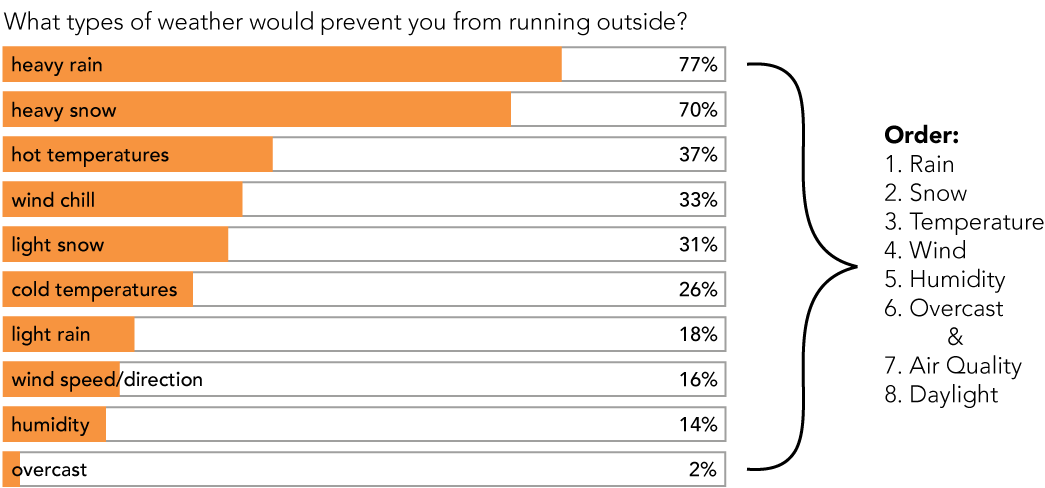 What types of weather would prevent you from running outside?
heavy rain 77%
heavy snow 70%
hot temperatures 37%
wind chill 33%
light snow 31%
cold temperatures 26%
light rain 18%
wind speed/direction 16%
humidity 14%
overcast 2%
Order:
1. Rain
2. Snow
3. Temperature
4. Wind
5. Humidity
6. Overcast
&
7. Air Quality
8. Daylight